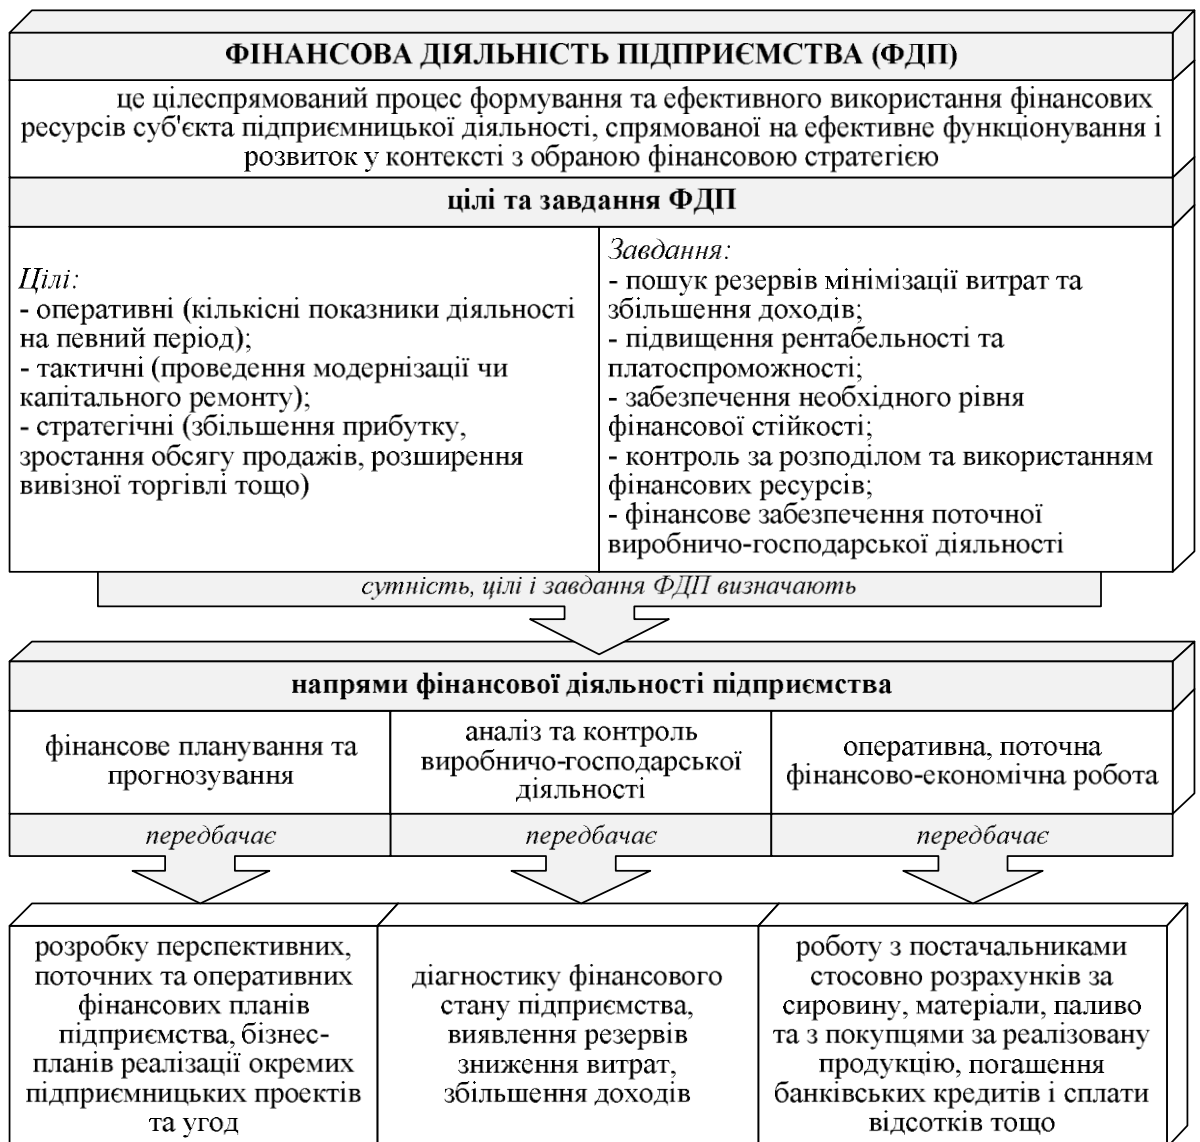 ФІНАНСОВА ДІЯЛЬНІСТЬ ПІДПРИЄМСТВА (ФДП)
це цілеспрямований процес формування та ефективного використання фінансових
ресурсів суб'єкта підприємницької діяльності, спрямованої на ефективне функціонування і
розвиток у контексті з обраною фінансовою стратегією
цілі та завдання ФДП
Цілі:
- оперативні (кількісні показники діяльності
на певний період);
- тактичні (проведення модернізації чи
капітального ремонту);
- стратегічні (збільшення прибутку,
зростання обсягу продажів, розширення
вивізної торгівлі тощо)
Завдання:
- пошук резервів мінімізації витрат та
збільшення доходів;
- підвищення рентабельності та
платоспроможності;
- забезпечення необхідного рівня
фінансової стійкості;
- контроль за розподілом та використанням
фінансових ресурсів;
- фінансове забезпечення поточної
виробничо-господарської діяльності
сутність, цілі і завдання ФДП визначають
напрями фінансової діяльності підприємства
фінансове планування та
прогнозування
аналіз та контроль
виробничо-господарської
діяльності
оперативна, поточна
фінансово-економічна робота
передбачає
передбачає
передбачає
розробку перспективних,
поточних та оперативних
фінансових планів
підприємства, бізнес-
планів реалізації окремих
підприємницьких проектів
та угод
діагностику фінансового
стану підприємства,
виявлення резервів
зниження витрат,
збільшення доходів
роботу з постачальниками
стосовно розрахунків за
сировину, матеріали, паливо
та з покупцями за реалізовану
продукцію, погашення
банківських кредитів і сплати
відсотків тощо